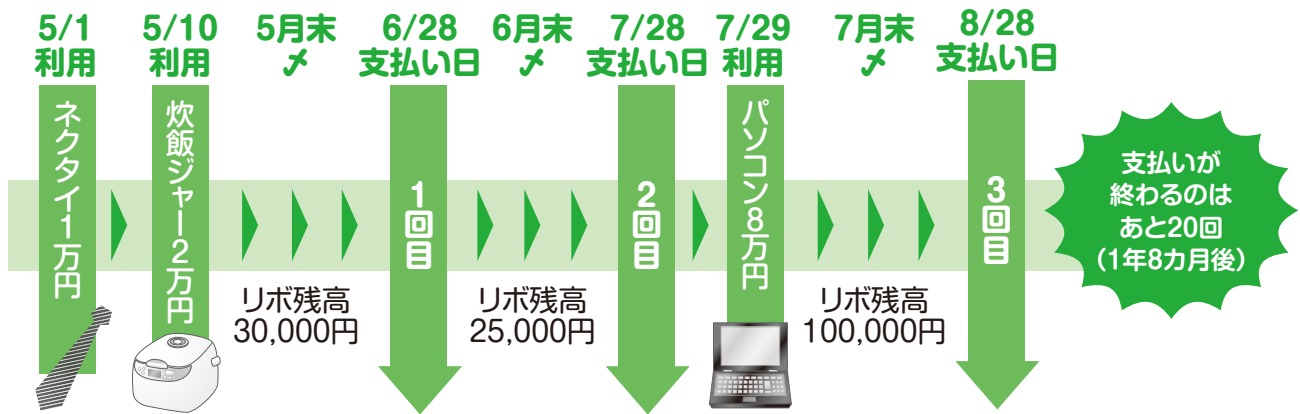 5/1
利用
5/10
利用
5月末
〆
6/28
支払い日
6月末
〆
7/28
支払い日
7/29
利用
7月末
〆
8/28
支払い日
ネクタイ1万円
炊飯ジャー2万円
1回目
2回目
パソコン8万円
3回目
リボ残高
30,000円
リボ残高
25,000円
リボ残高
100,000円
支払いが
終わるのは
あと20回
(1年8カ月後)